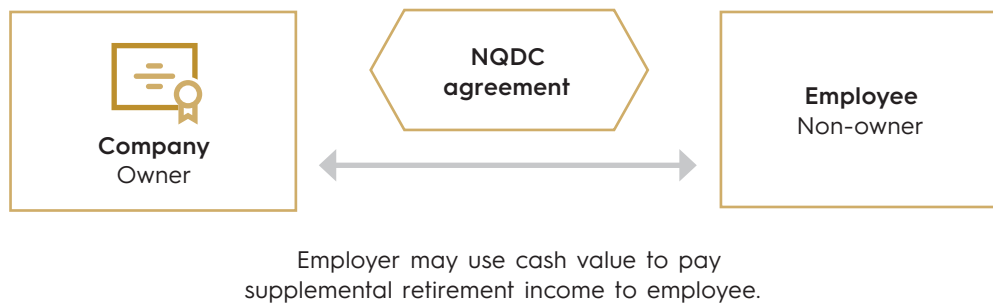 NQDC
agreement
Company
Owner
Employee
Non-owner
Employer may use cash value to pay
supplemental retirement income to employee.